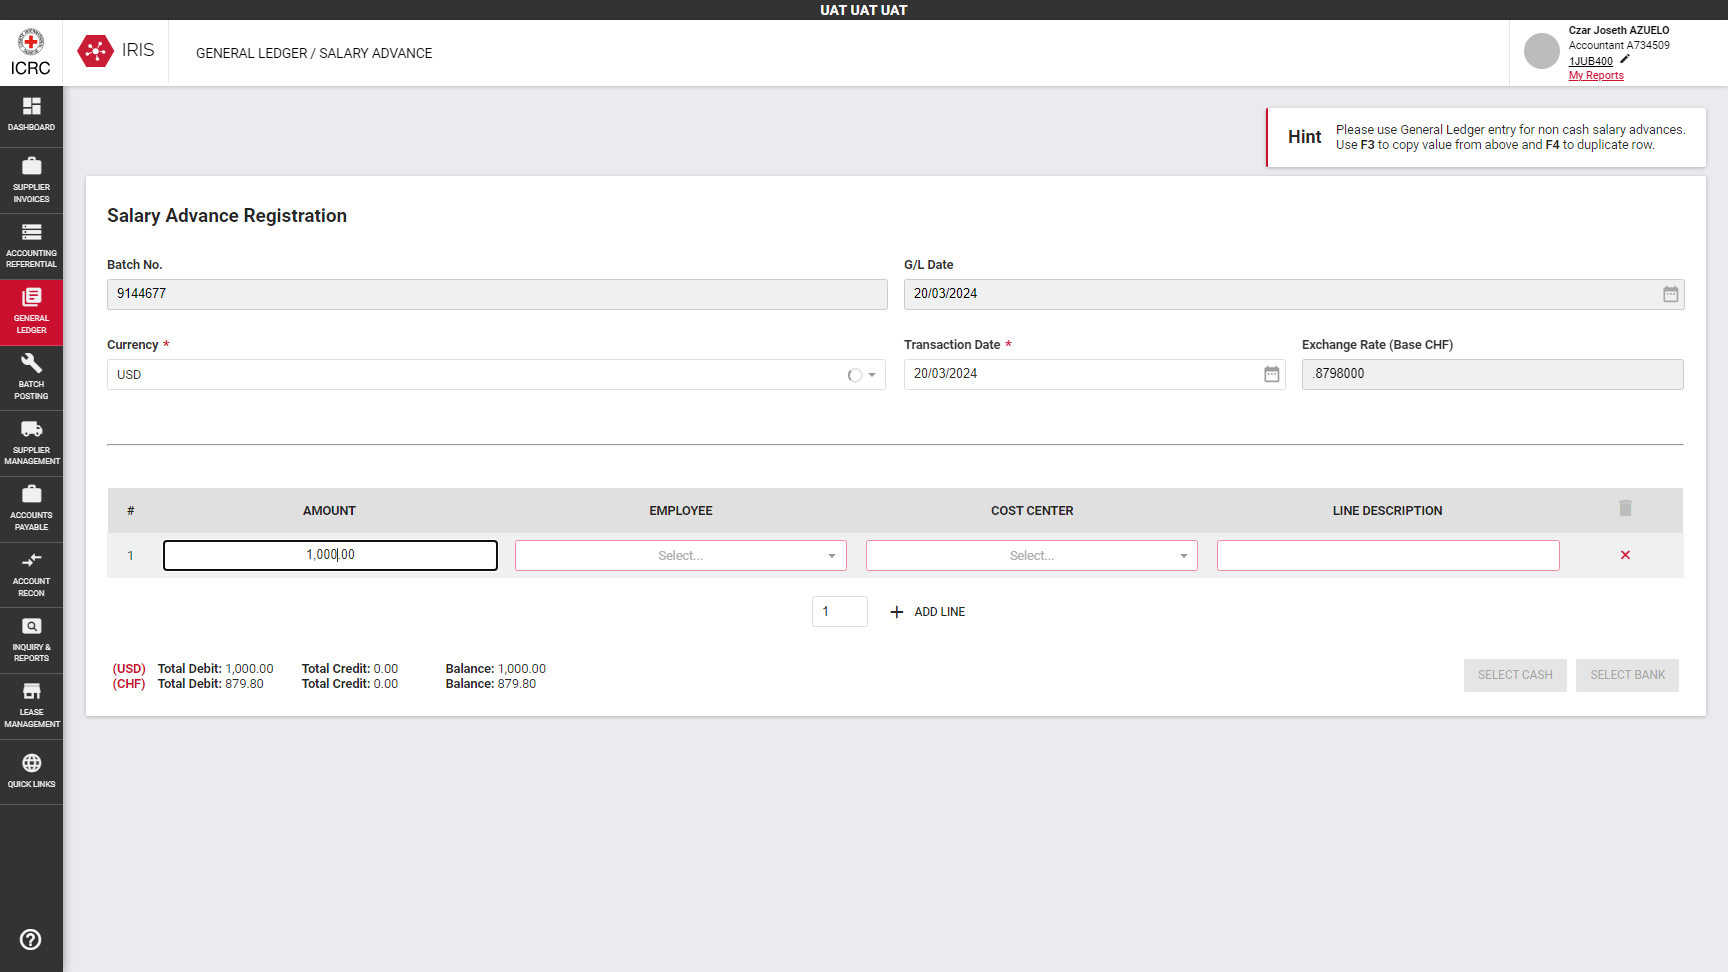 UAT UAT UAT
ICRC
IRIS
GENERAL LEDGER / SALARY ADVANCE
Czar Joseth AZUELO
Accountant A734509
1JUB400
My Reports
DASHBOARD
SUPPLIER
INVOICES
ACCOUNTING
REFERENTIAL
GENERAL
LEDGER
BATCH
POSTING
SUPPLIER
MANAGEMENT
ACCOUNTS
PAYABLE
ACCOUNT
RECON
INQUIRY &
REPORTS
LEASE
MANAGEMENT
QUICK LINKS
Hint
Please use General Ledger entry for non cash salary advances.
Use F3 to copy value from above and F4 to duplicate row.
Salary Advance Registration
Batch No.
9144677
G/L Date
20/03/2024
Currency *
USD
Transaction Date *
20/03/2024
Exchange Rate (Base CHF)
.8798000
# AMOUNT EMPLOYEE COST CENTER LINE DESCRIPTION
1 1,000.00 Select... Select... ×
1 + ADD LINE
(USD) Total Debit: 1,000.00 Total Credit: 0.00 Balance: 1,000.00
(CHF) Total Debit: 879.80 Total Credit: 0.00 Balance: 879.80
SELECT CASH SELECT BANK